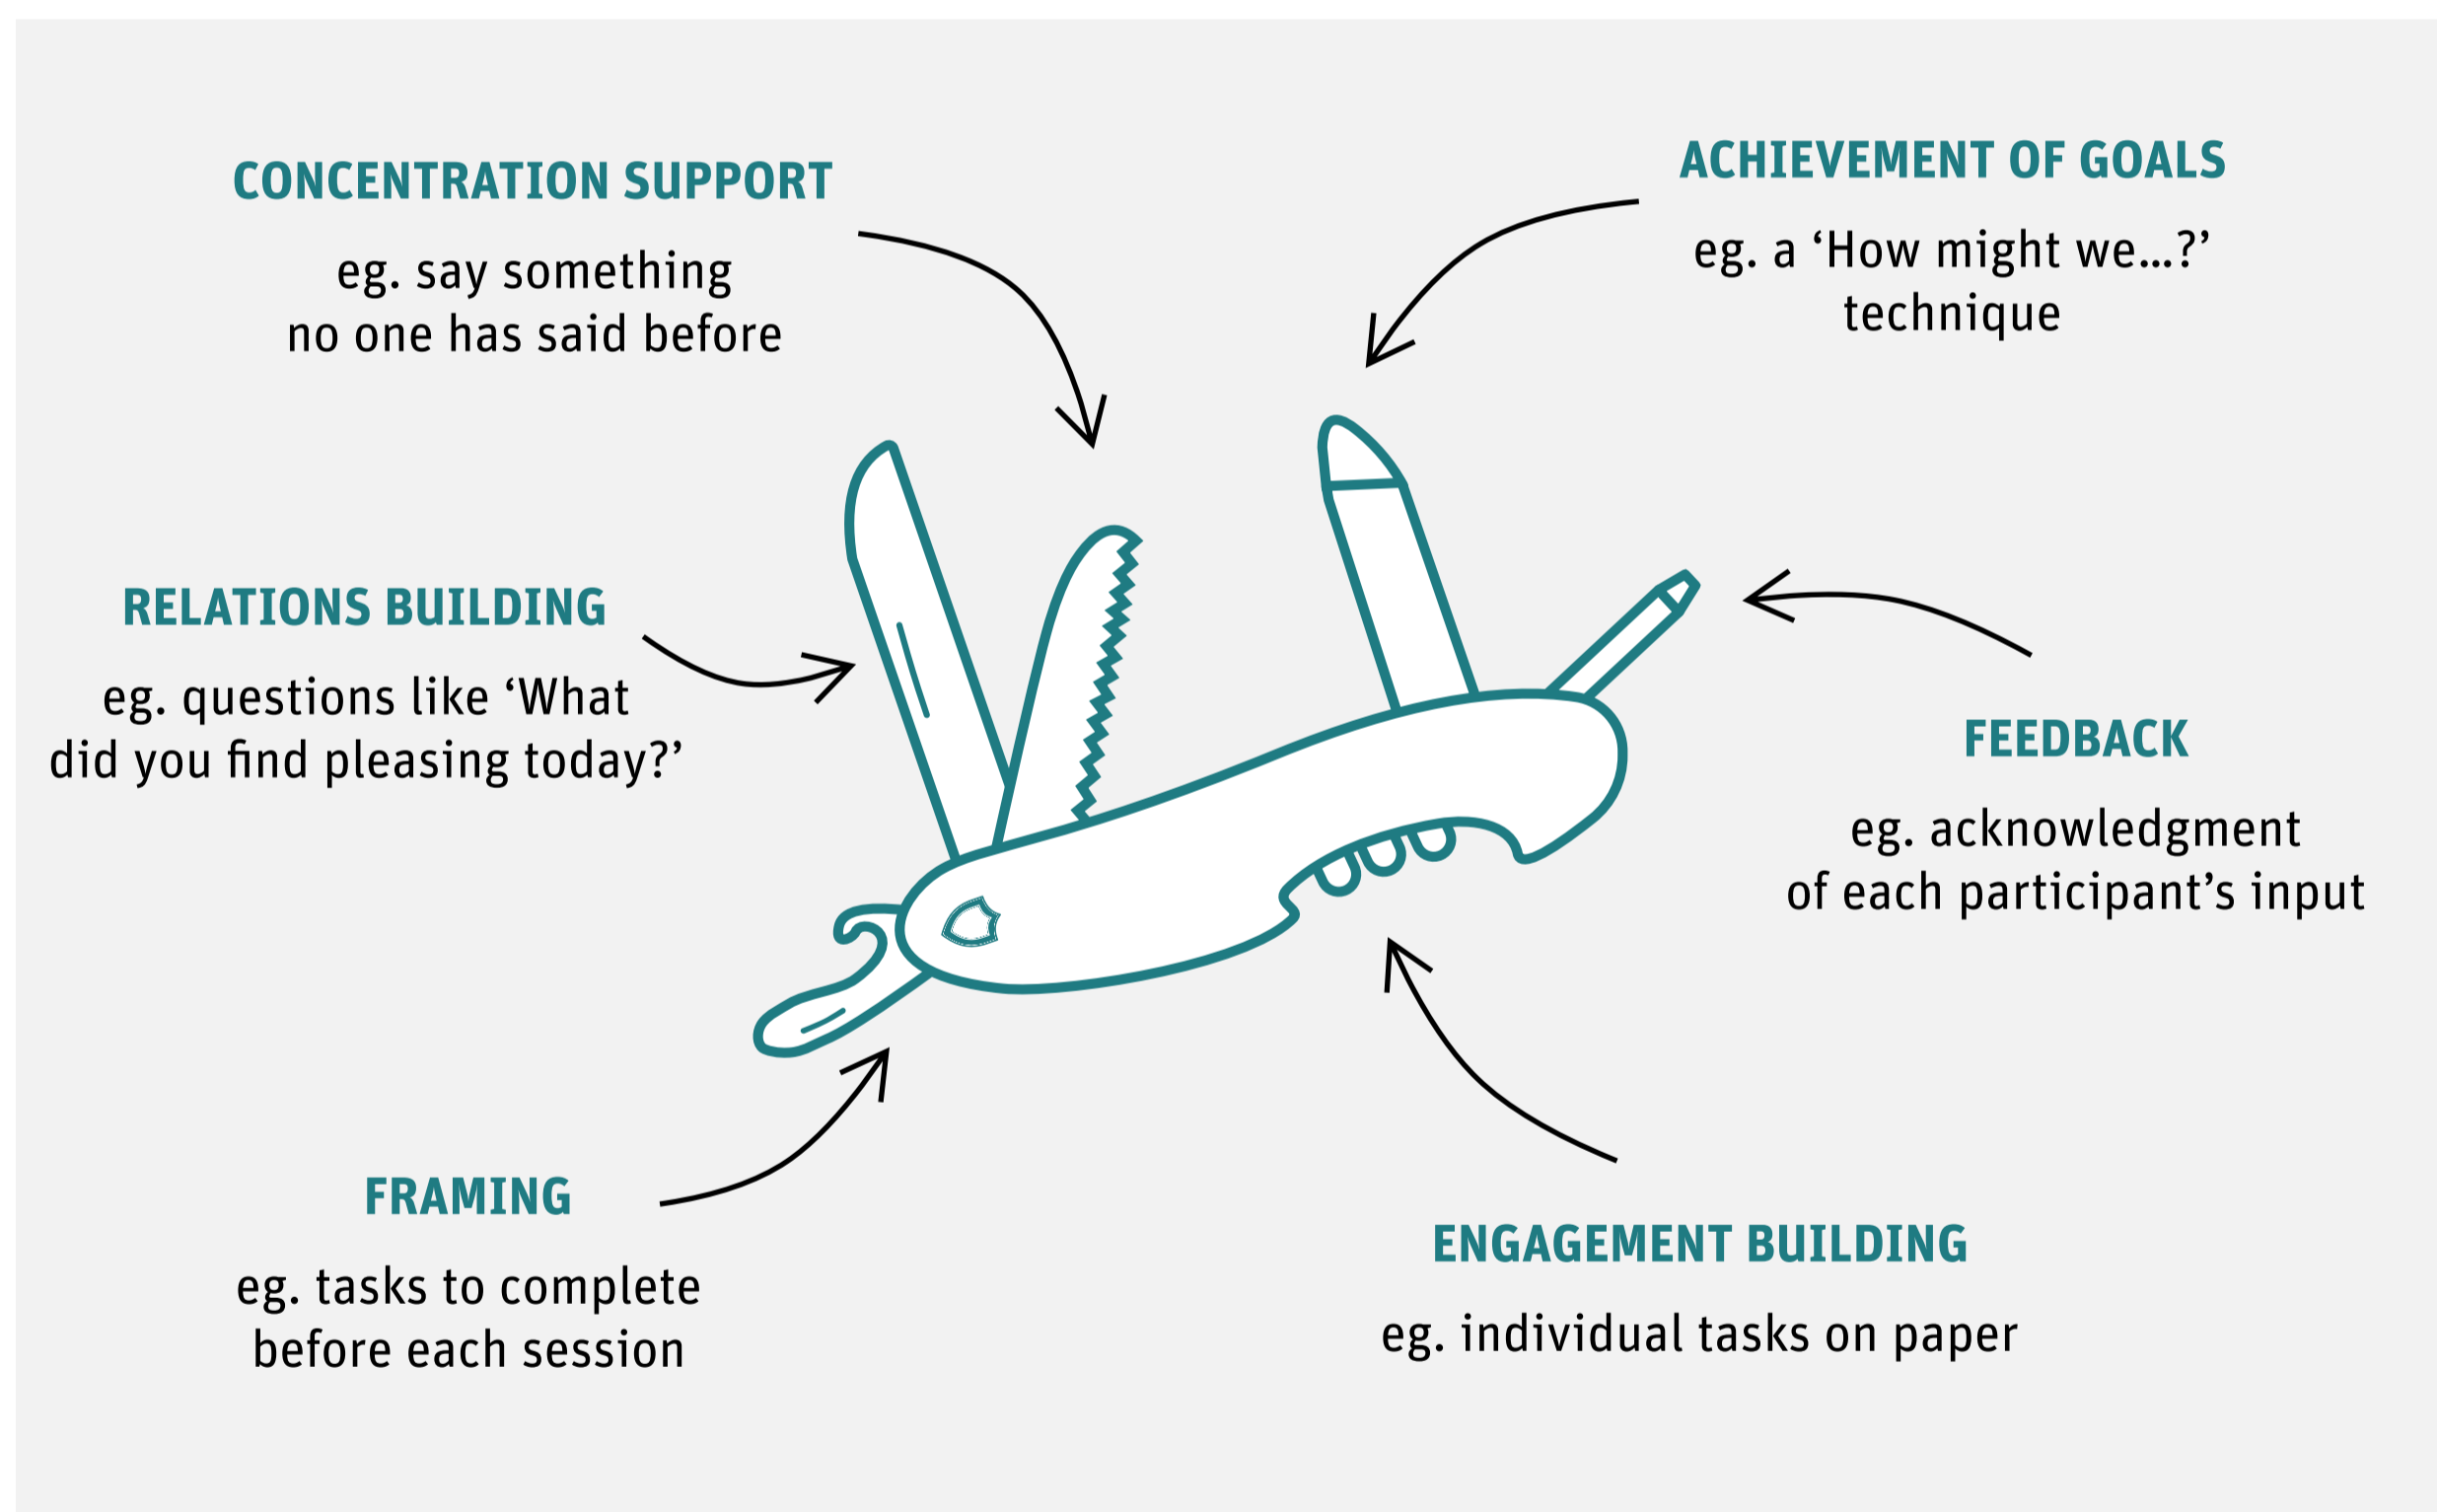 CONCENTRATION SUPPORT
eg. say something
no one has said before
ACHIEVEMENT OF GOALS
eg. a ‘How might we...?’
technique
RELATIONS BUILDING
eg. questions like ‘What
did you find pleasing today?’
FEEDBACK
eg. acknowledgment
of each participant’s input
FRAMING
eg. tasks to complete
before each session
ENGAGEMENT BUILDING
eg. individual tasks on paper